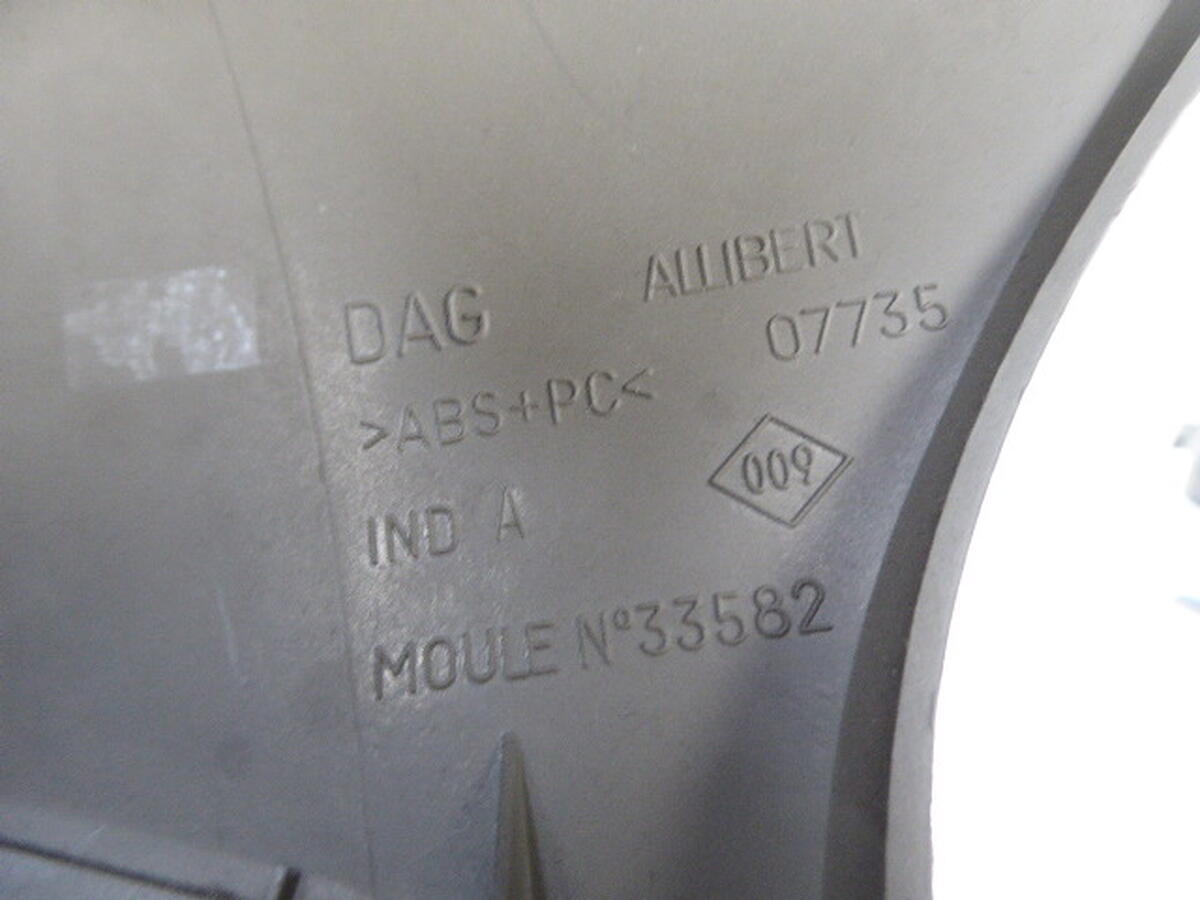 DAG
ALLIBERT
07735
>ABS+PC<
009
IND A
MOULE N°33582